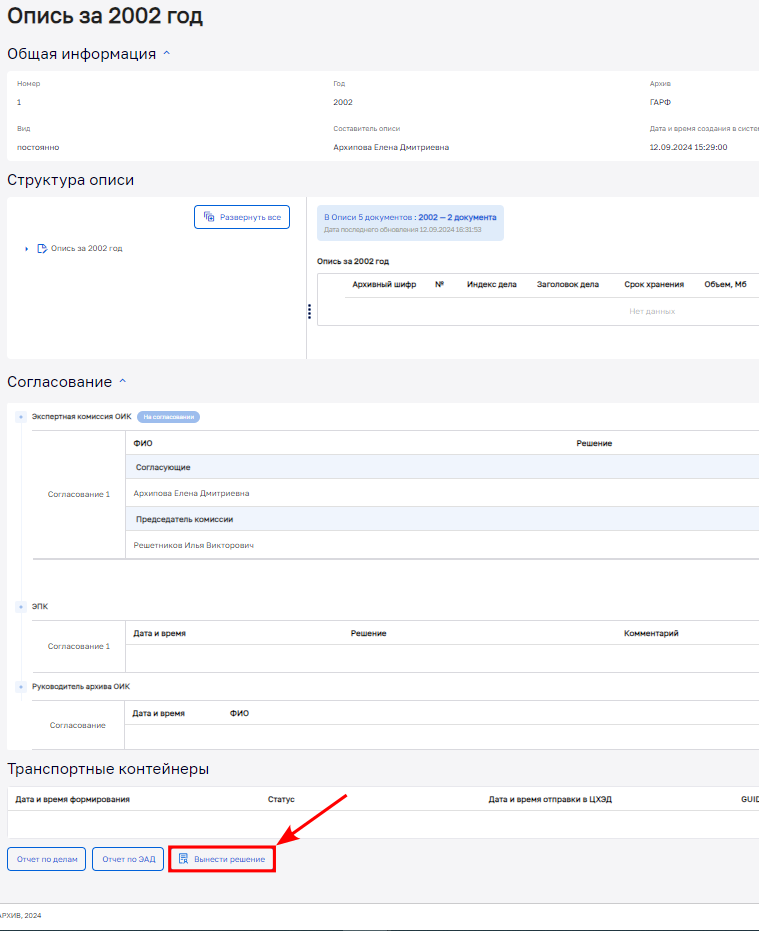 Опись за 2002 год
Общая информация
Номер Год Архив
1 2002 ГАРФ
Вид Составитель описи Дата и время создания в систе
постоянно Архипова Елена Дмитриевна 12.09.2024 15:29:00
Структура описи
Развернуть все
Опись за 2002 год
В Описи 5 документов : 2002 — 2 документа
Дата последнего обновления 12.09.2024 16:31:53
Опись за 2002 год
Архивный шифр № Индекс дела Заголовок дела Срок хранения Объем, Мб
Нет данных
Согласование
Экспертная комиссия ОИК На согласовании
ФИО Решение
Согласующие
Согласование 1
Архипова Елена Дмитриевна
Председатель комиссии
Решетников Илья Викторович
ЭПК
Дата и время Решение Комментарий
Согласование 1
Руководитель архива ОИК
Дата и время ФИО
Согласование
Транспортные контейнеры
Дата и время формирования Статус Дата и время отправки в ЦХЭД GUID
Отчет по делам Отчет по ЭАД Вынести решение
АРХИВ, 2024